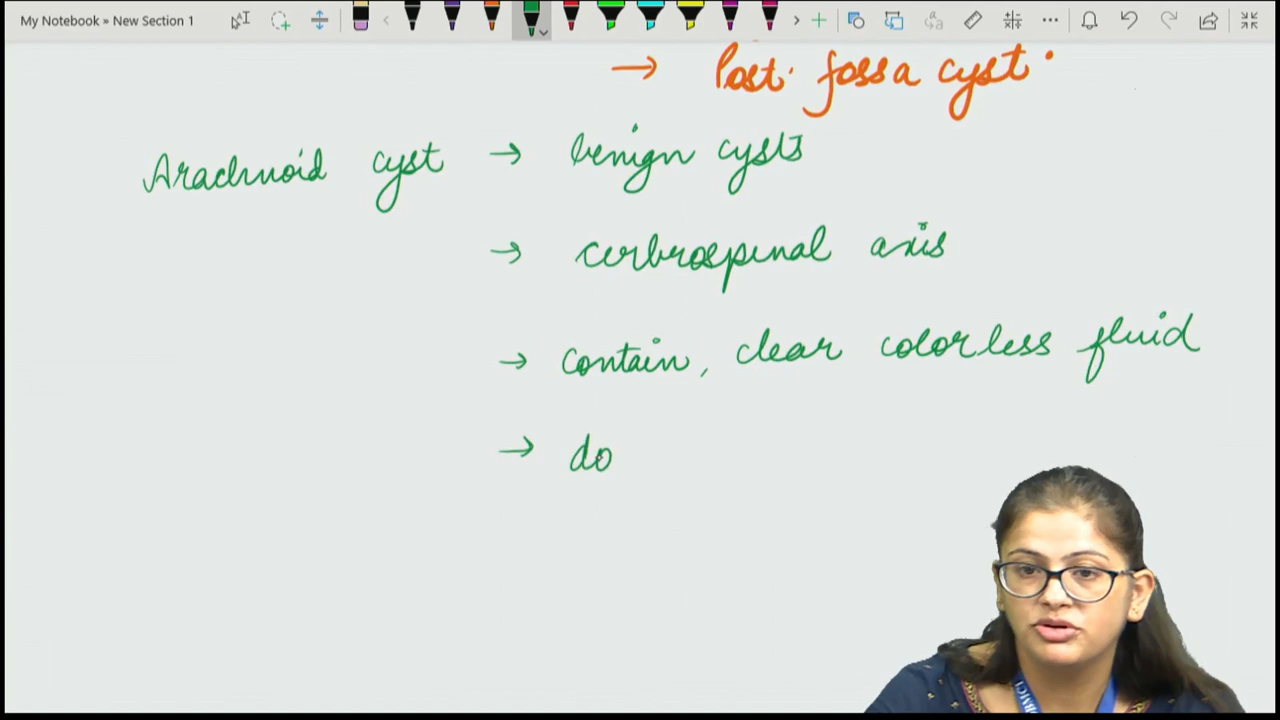 My Notebook » New Section 1
→ Post. fossa cyst.
Arachnoid cyst → benign cysts
→ cerbrospinal axis
→ contain, clear colorless fluid
→ do